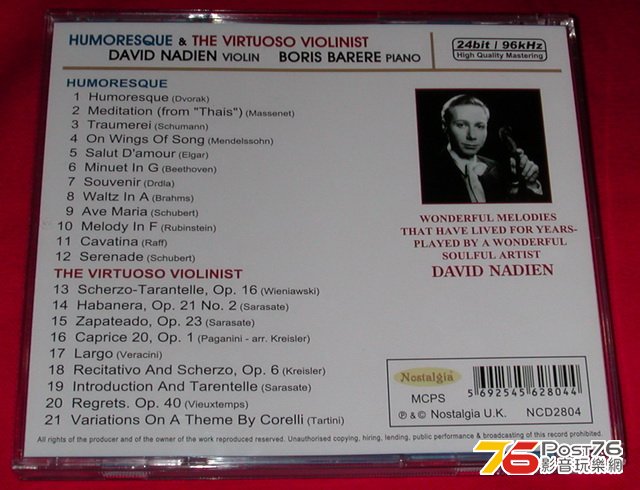 HUMORESQUE & THE VIRTUOSO VIOLINIST
DAVID NADIEN VIOLIN BORIS BARERE PIANO
24bit / 96kHz
High Quality Mastering
HUMORESQUE
1 Humoresque (Dvorak)
2 Meditation (from "Thais") (Massenet)
3 Traumerei (Schumann)
4 On Wings Of Song (Mendelssohn)
5 Salut D'amour (Elgar)
6 Minuet In G (Beethoven)
7 Souvenir (Drdla)
8 Waltz In A (Brahms)
9 Ave Maria (Schubert)
10 Melody In F (Rubinstein)
11 Cavatina (Raff)
12 Serenade (Schubert)
THE VIRTUOSO VIOLINIST
13 Scherzo-Tarantelle, Op. 16 (Wieniawski)
14 Habanera, Op. 21 No. 2 (Sarasate)
15 Zapateado, Op. 23 (Sarasate)
16 Caprice 20, Op. 1 (Paganini - arr. Kreisler)
17 Largo (Veracini)
18 Recitativo And Scherzo, Op. 6 (Kreisler)
19 Introduction And Tarentelle (Sarasate)
20 Regrets. Op. 40 (Vieuxtemps)
21 Variations On A Theme By Corelli (Tartini)
WONDERFUL MELODIES
THAT HAVE LIVED FOR YEARS-
PLAYED BY A WONDERFUL
SOULFUL ARTIST
DAVID NADIEN
Nostalgia
MCPS
5 692545 628044
℗ & © Nostalgia U.K. NCD2804
All rights of the producer and of the owner of the work reproduced reserved. Unauthorised copying, hiring, lending, public performance & broadcasting of this record prohibited.
76 Post76
影音玩樂網